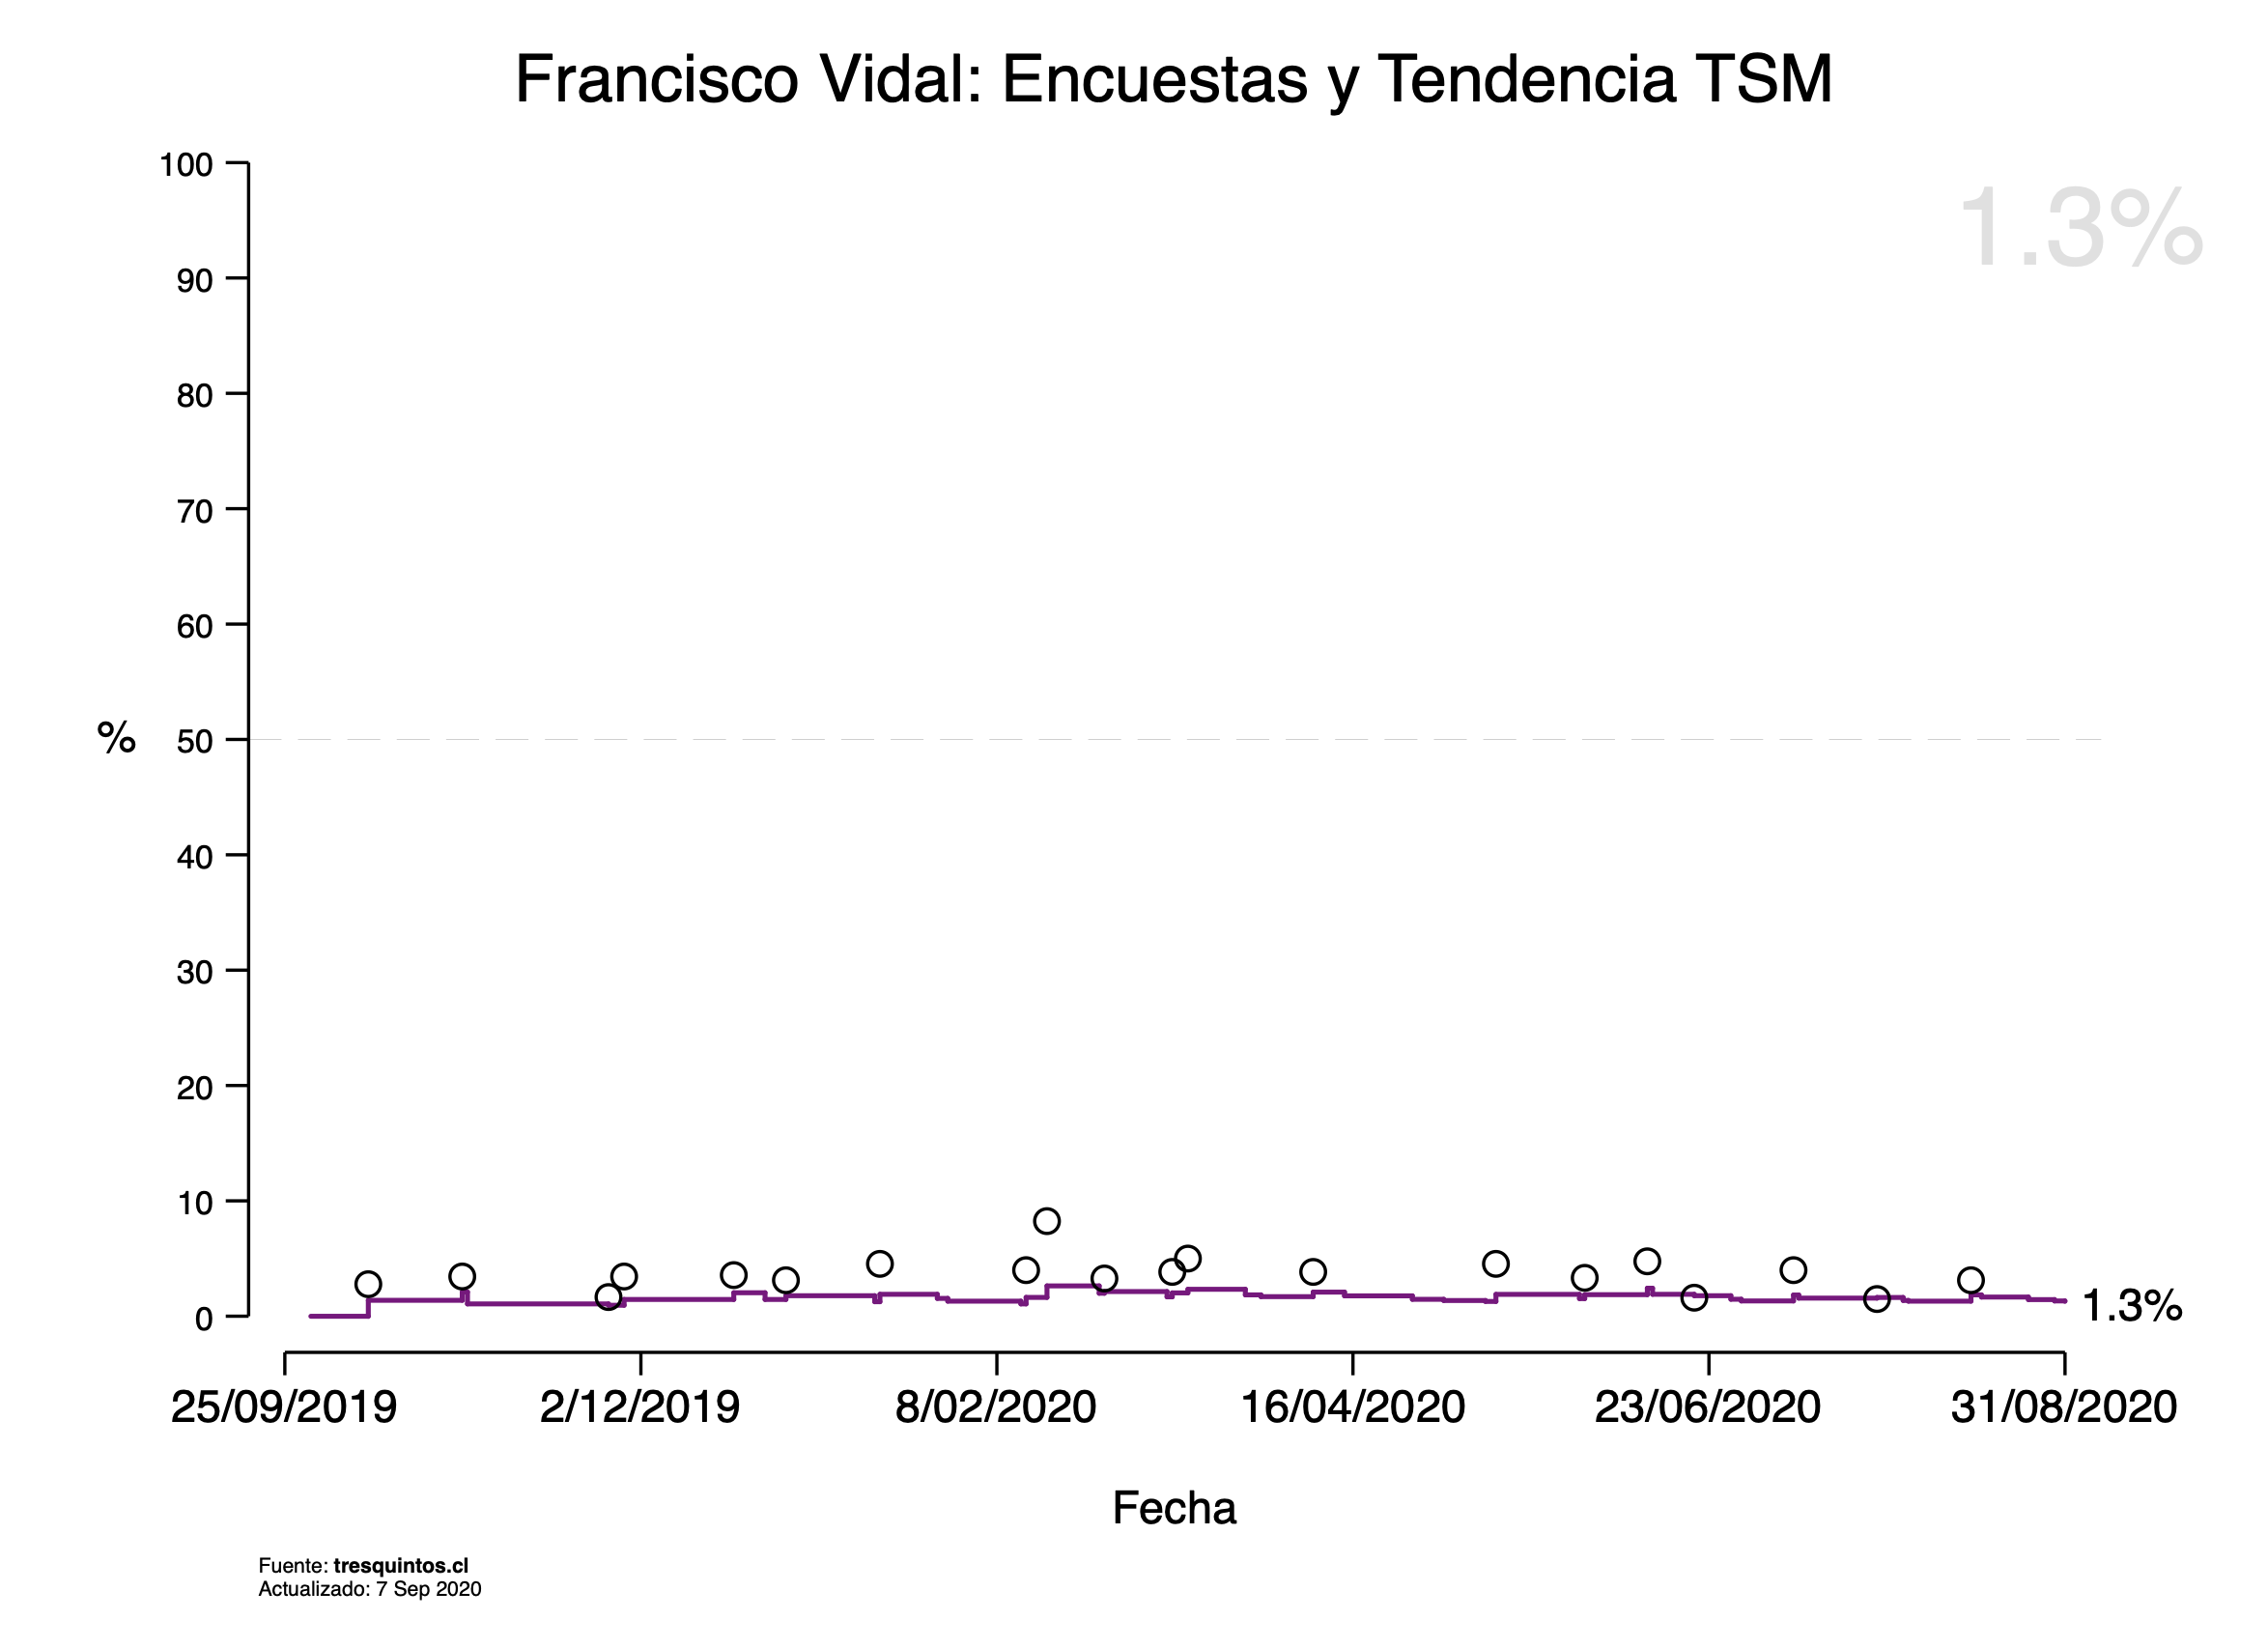 Francisco Vidal: Encuestas y Tendencia TSM
1.3%
100
90
80
70
60
50
40
30
20
10
0
%
1.3%
25/09/2019 2/12/2019 8/02/2020 16/04/2020 23/06/2020 31/08/2020
Fecha
Fuente: tresquintos.cl
Actualizado: 7 Sep 2020